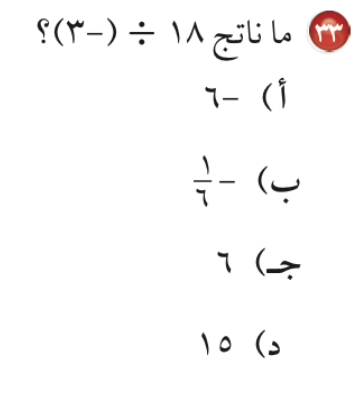 ٣٣ ما ناتج ١٨ ÷ (−٣)؟
أ) −٦
ب) −١/٦
جـ) ٦
د) ١٥